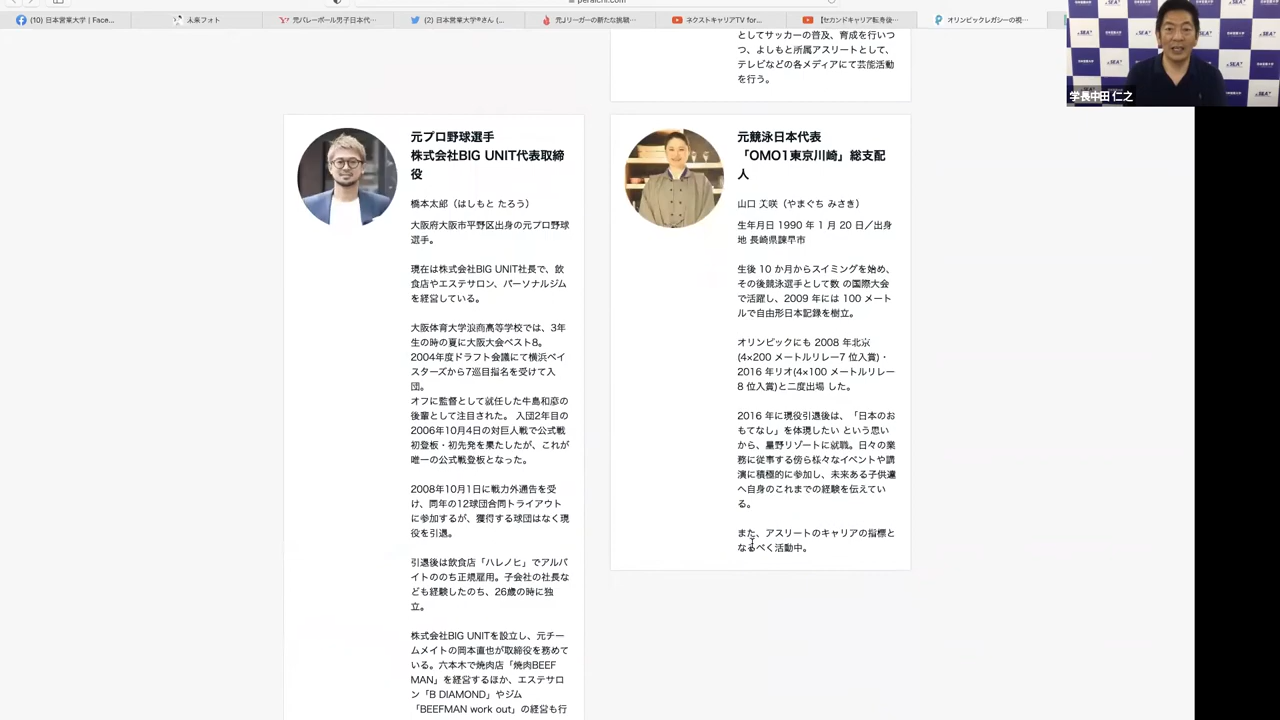 peraichi.com
(10) 日本営業大学 | Face...
未来フォト
元バレーボール男子日本代...
(2) 日本営業大学®さん (...
元Jリーガーの新たな挑戦...
ネクストキャリアTV for...
【セカンドキャリア転身後...
オリンピックレガシーの視...
学長中田 仁之
としてサッカーの普及、育成を行いつ
つ、よしもと所属アスリートとして、
テレビなどの各メディアにて芸能活動
を行う。
元プロ野球選手
株式会社BIG UNIT代表取締
役
橋本太郎（はしもと たろう）
大阪府大阪市平野区出身の元プロ野球
選手。
現在は株式会社BIG UNIT社長で、飲
食店やエステサロン、パーソナルジム
を経営している。
大阪体育大学浪商高等学校では、3年
生の時の夏に大阪大会ベスト8。
2004年度ドラフト会議にて横浜ベイ
スターズから7巡目指名を受けて入
団。
オフに監督として就任した牛島和彦の
後輩として注目された。 入団2年目の
2006年10月4日の対巨人戦で公式戦
初登板・初先発を果たしたが、これが
唯一の公式戦登板となった。
2008年10月1日に戦力外通告を受
け、同年の12球団合同トライアウト
に参加するが、獲得する球団はなく現
役を引退。
引退後は飲食店「ハレノヒ」でアルバ
イトののち正規雇用。子会社の社長な
ども経験したのち、26歳の時に独
立。
株式会社BIG UNITを設立し、元チー
ムメイトの岡本直也が取締役を務めて
いる。六本木で焼肉店「焼肉BEEF
MAN」を経営するほか、エステサロ
ン「B DIAMOND」やジム
「BEEFMAN work out」の経営も行
元競泳日本代表
「OMO1東京川崎」総支配
人
山口 美咲（やまぐち みさき）
生年月日 1990 年 1 月 20 日／出身
地 長崎県諫早市
生後 10 か月からスイミングを始め、
その後競泳選手として数 の国際大会
で活躍し、2009 年には 100 メート
ルで自由形日本記録を樹立。
オリンピックにも 2008 年北京
(4×200 メートルリレー7 位入賞)・
2016 年リオ(4×100 メートルリレー
8 位入賞)と二度出場 した。
2016 年に現役引退後は、「日本のお
もてなし」を体現したい という思い
から、星野リゾートに就職。日々の業
務に従事する傍ら様々なイベントや講
演に積極的に参加し、未来ある子供達
へ自身のこれまでの経験を伝えてい
る。
また、アスリートのキャリアの指標と
なるべく活動中。